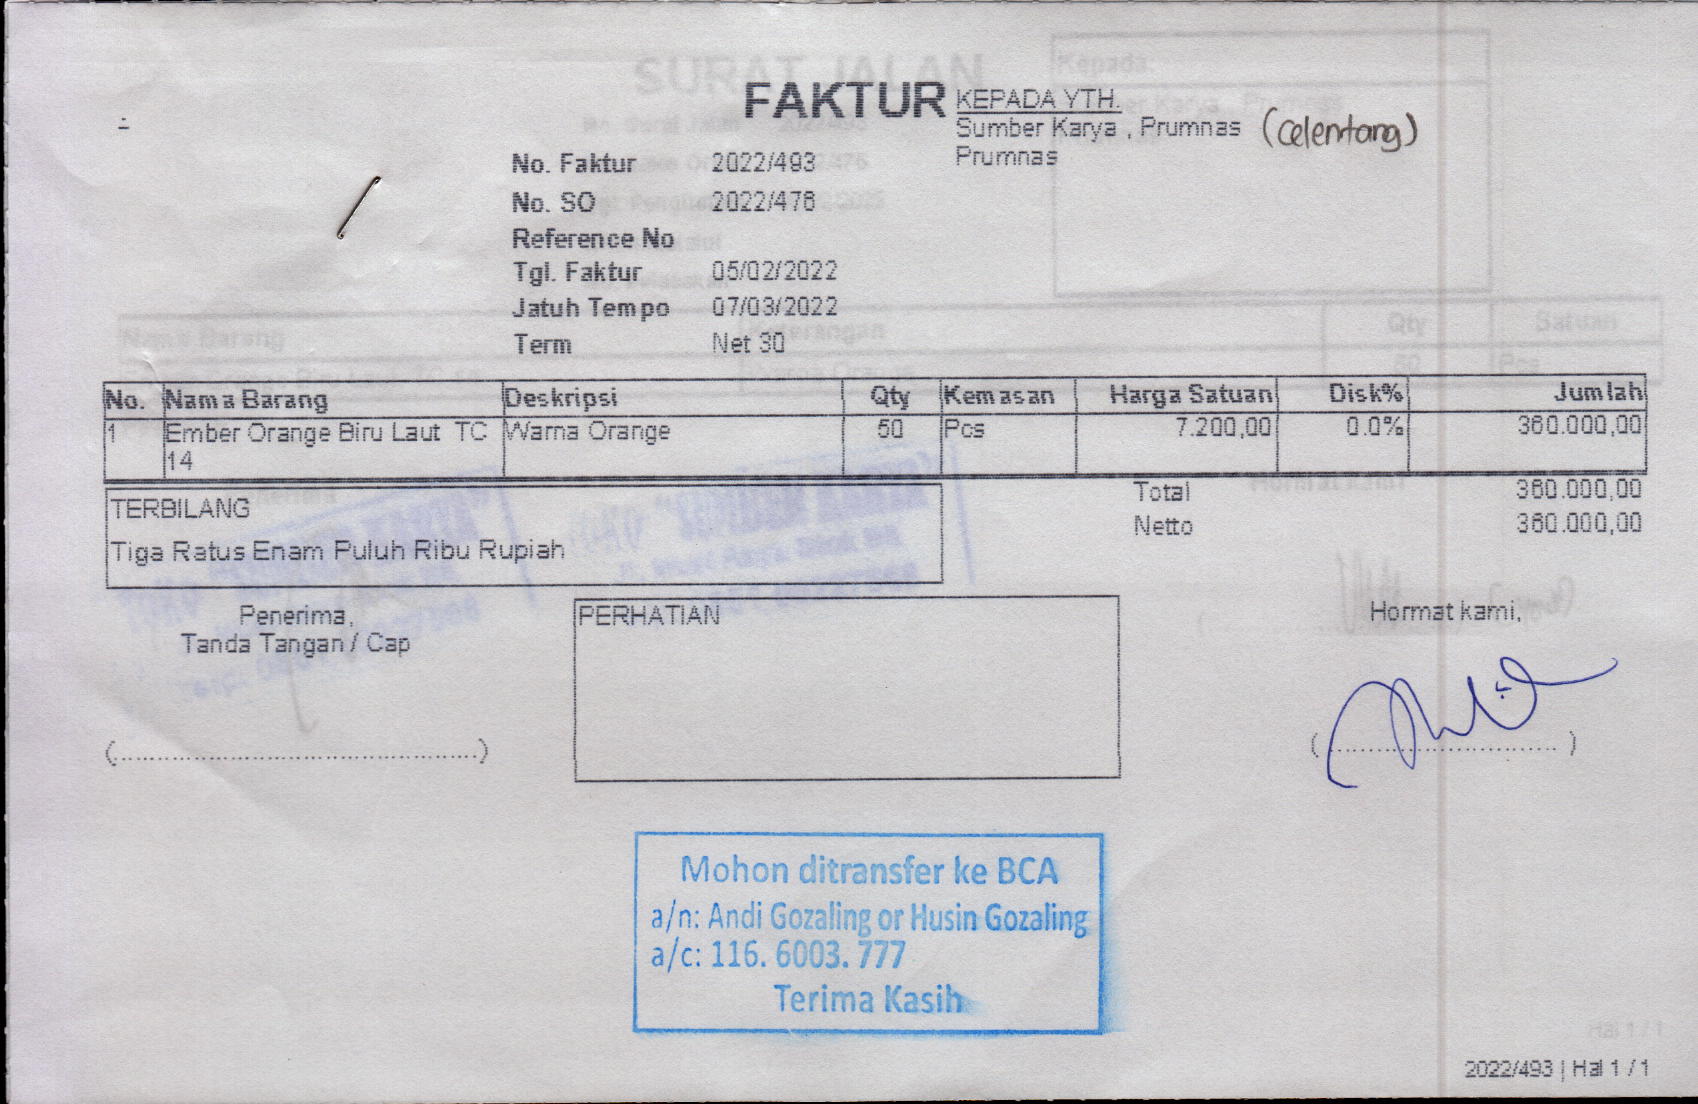 FAKTUR
KEPADA YTH.
Sumber Karya , Prumnas (Celentang)
Prumnas
No. Faktur 2022/493
No. SO 2022/476
Reference No
Tgl. Faktur 05/02/2022
Jatuh Tempo 07/03/2022
Term Net 30
No. Nama Barang Deskripsi Qty Kemasan Harga Satuan Disk% Jumlah
1 Ember Orange Biru Laut TC Warna Orange 50 Pcs 7.200,00 0.0% 360.000,00
14
Total 360.000,00
Netto 360.000,00
TERBILANG
Tiga Ratus Enam Puluh Ribu Rupiah
Penerima,
Tanda Tangan / Cap
PERHATIAN
Hormat kami,
Mohon ditransfer ke BCA
a/n: Andi Gozaling or Husin Gozaling
a/c: 116. 6003. 777
Terima Kasih
2022/493 | Hal 1 / 1